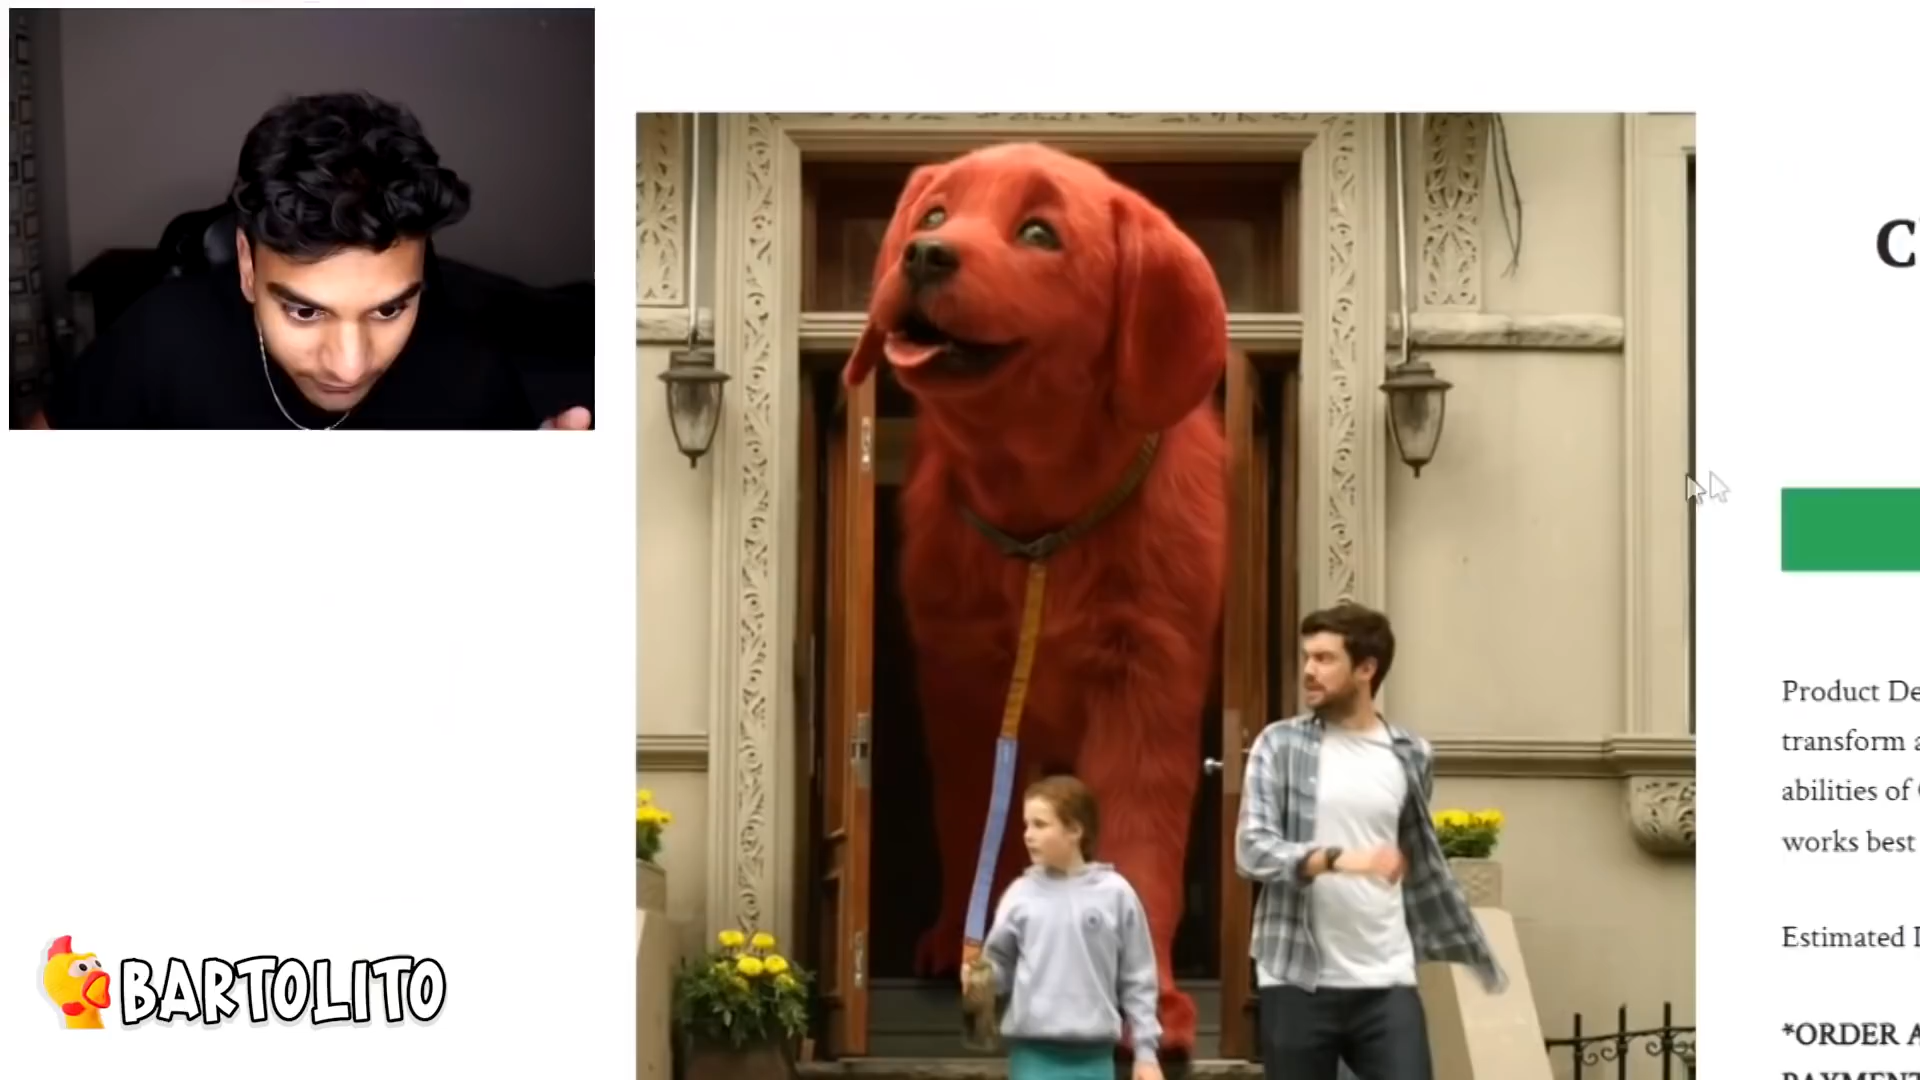 C
Product De
transform a
abilities of
works best
Estimated
*ORDER A
BARTOLITO